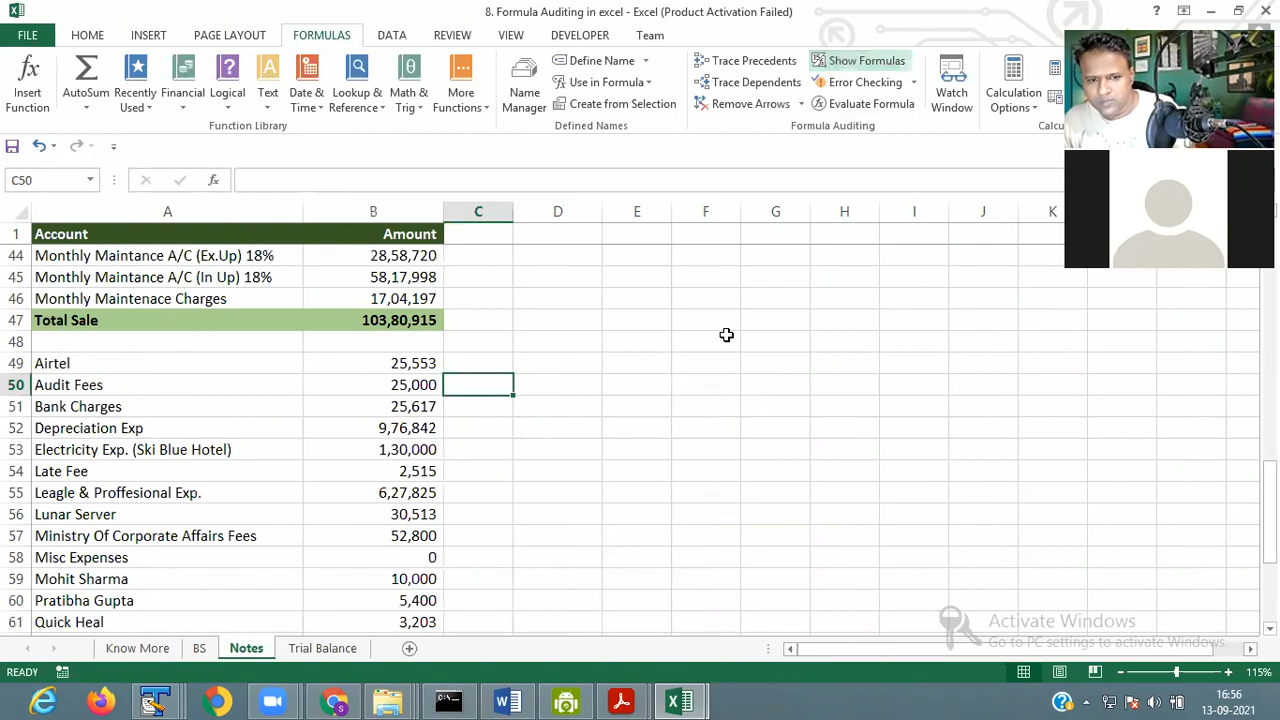 8. Formula Auditing in excel - Excel (Product Activation Failed)
FILE HOME INSERT PAGE LAYOUT FORMULAS DATA REVIEW VIEW DEVELOPER Team
Insert Function
AutoSum
Recently Used
Financial
Logical
Text
Date & Time
Lookup & Reference
Math & Trig
More Functions
Function Library
Name Manager
Define Name
Use in Formula
Create from Selection
Defined Names
Trace Precedents
Trace Dependents
Remove Arrows
Show Formulas
Error Checking
Evaluate Formula
Formula Auditing
Watch Window
Calculation Options
Calcu
C50
A B C D E F G H I J K
1 Account Amount
44 Monthly Maintance A/C (Ex.Up) 18% 28,58,720
45 Monthly Maintance A/C (In Up) 18% 58,17,998
46 Monthly Maintenace Charges 17,04,197
47 Total Sale 103,80,915
48
49 Airtel 25,553
50 Audit Fees 25,000
51 Bank Charges 25,617
52 Depreciation Exp 9,76,842
53 Electricity Exp. (Ski Blue Hotel) 1,30,000
54 Late Fee 2,515
55 Leagle & Proffesional Exp. 6,27,825
56 Lunar Server 30,513
57 Ministry Of Corporate Affairs Fees 52,800
58 Misc Expenses 0
59 Mohit Sharma 10,000
60 Pratibha Gupta 5,400
61 Quick Heal 3,203
Activate Windows
Go to PC settings to activate Windows.
Know More BS Notes Trial balance
READY 115%
16:56
13-09-2021